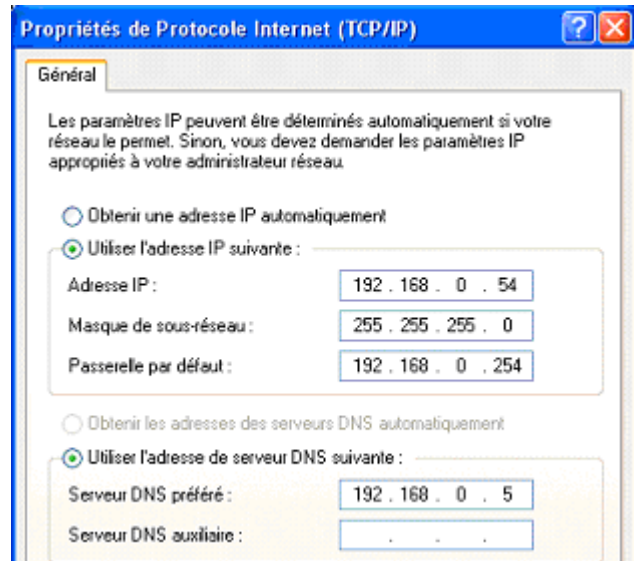 Propriétés de Protocole Internet (TCP/IP)
Général
Les paramètres IP peuvent être déterminés automatiquement si votre
réseau le permet. Sinon, vous devez demander les paramètres IP
appropriés à votre administrateur réseau.
Obtenir une adresse IP automatiquement
Utiliser l'adresse IP suivante :
Adresse IP : 192 . 168 . 0 . 54
Masque de sous-réseau : 255 . 255 . 255 . 0
Passerelle par défaut : 192 . 168 . 0 . 254
Obtenir les adresses des serveurs DNS automatiquement
Utiliser l'adresse de serveur DNS suivante :
Serveur DNS préféré : 192 . 168 . 0 . 5
Serveur DNS auxiliaire : . . .